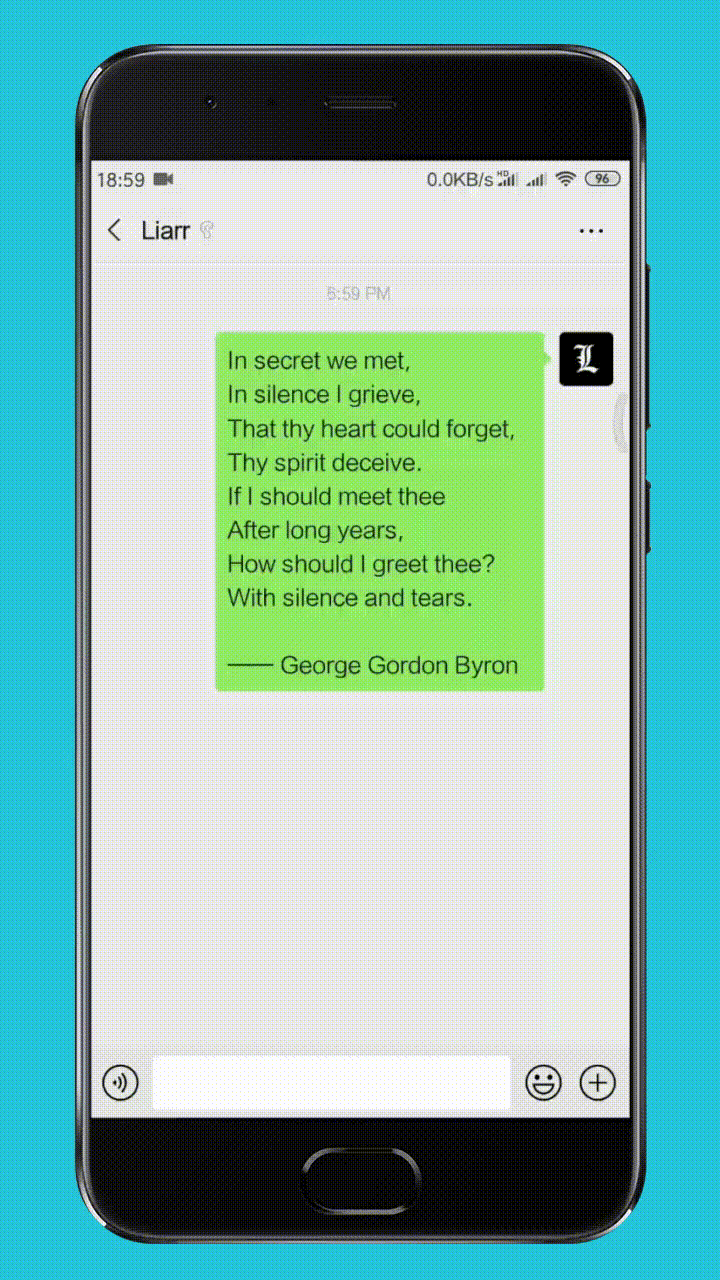 18:59 0.0KB/s HD 96
Liarr
6:59 PM
In secret we met,
L
In silence I grieve,
That thy heart could forget,
Thy spirit deceive.
If I should meet thee
After long years,
How should I greet thee?
With silence and tears.
—— George Gordon Byron